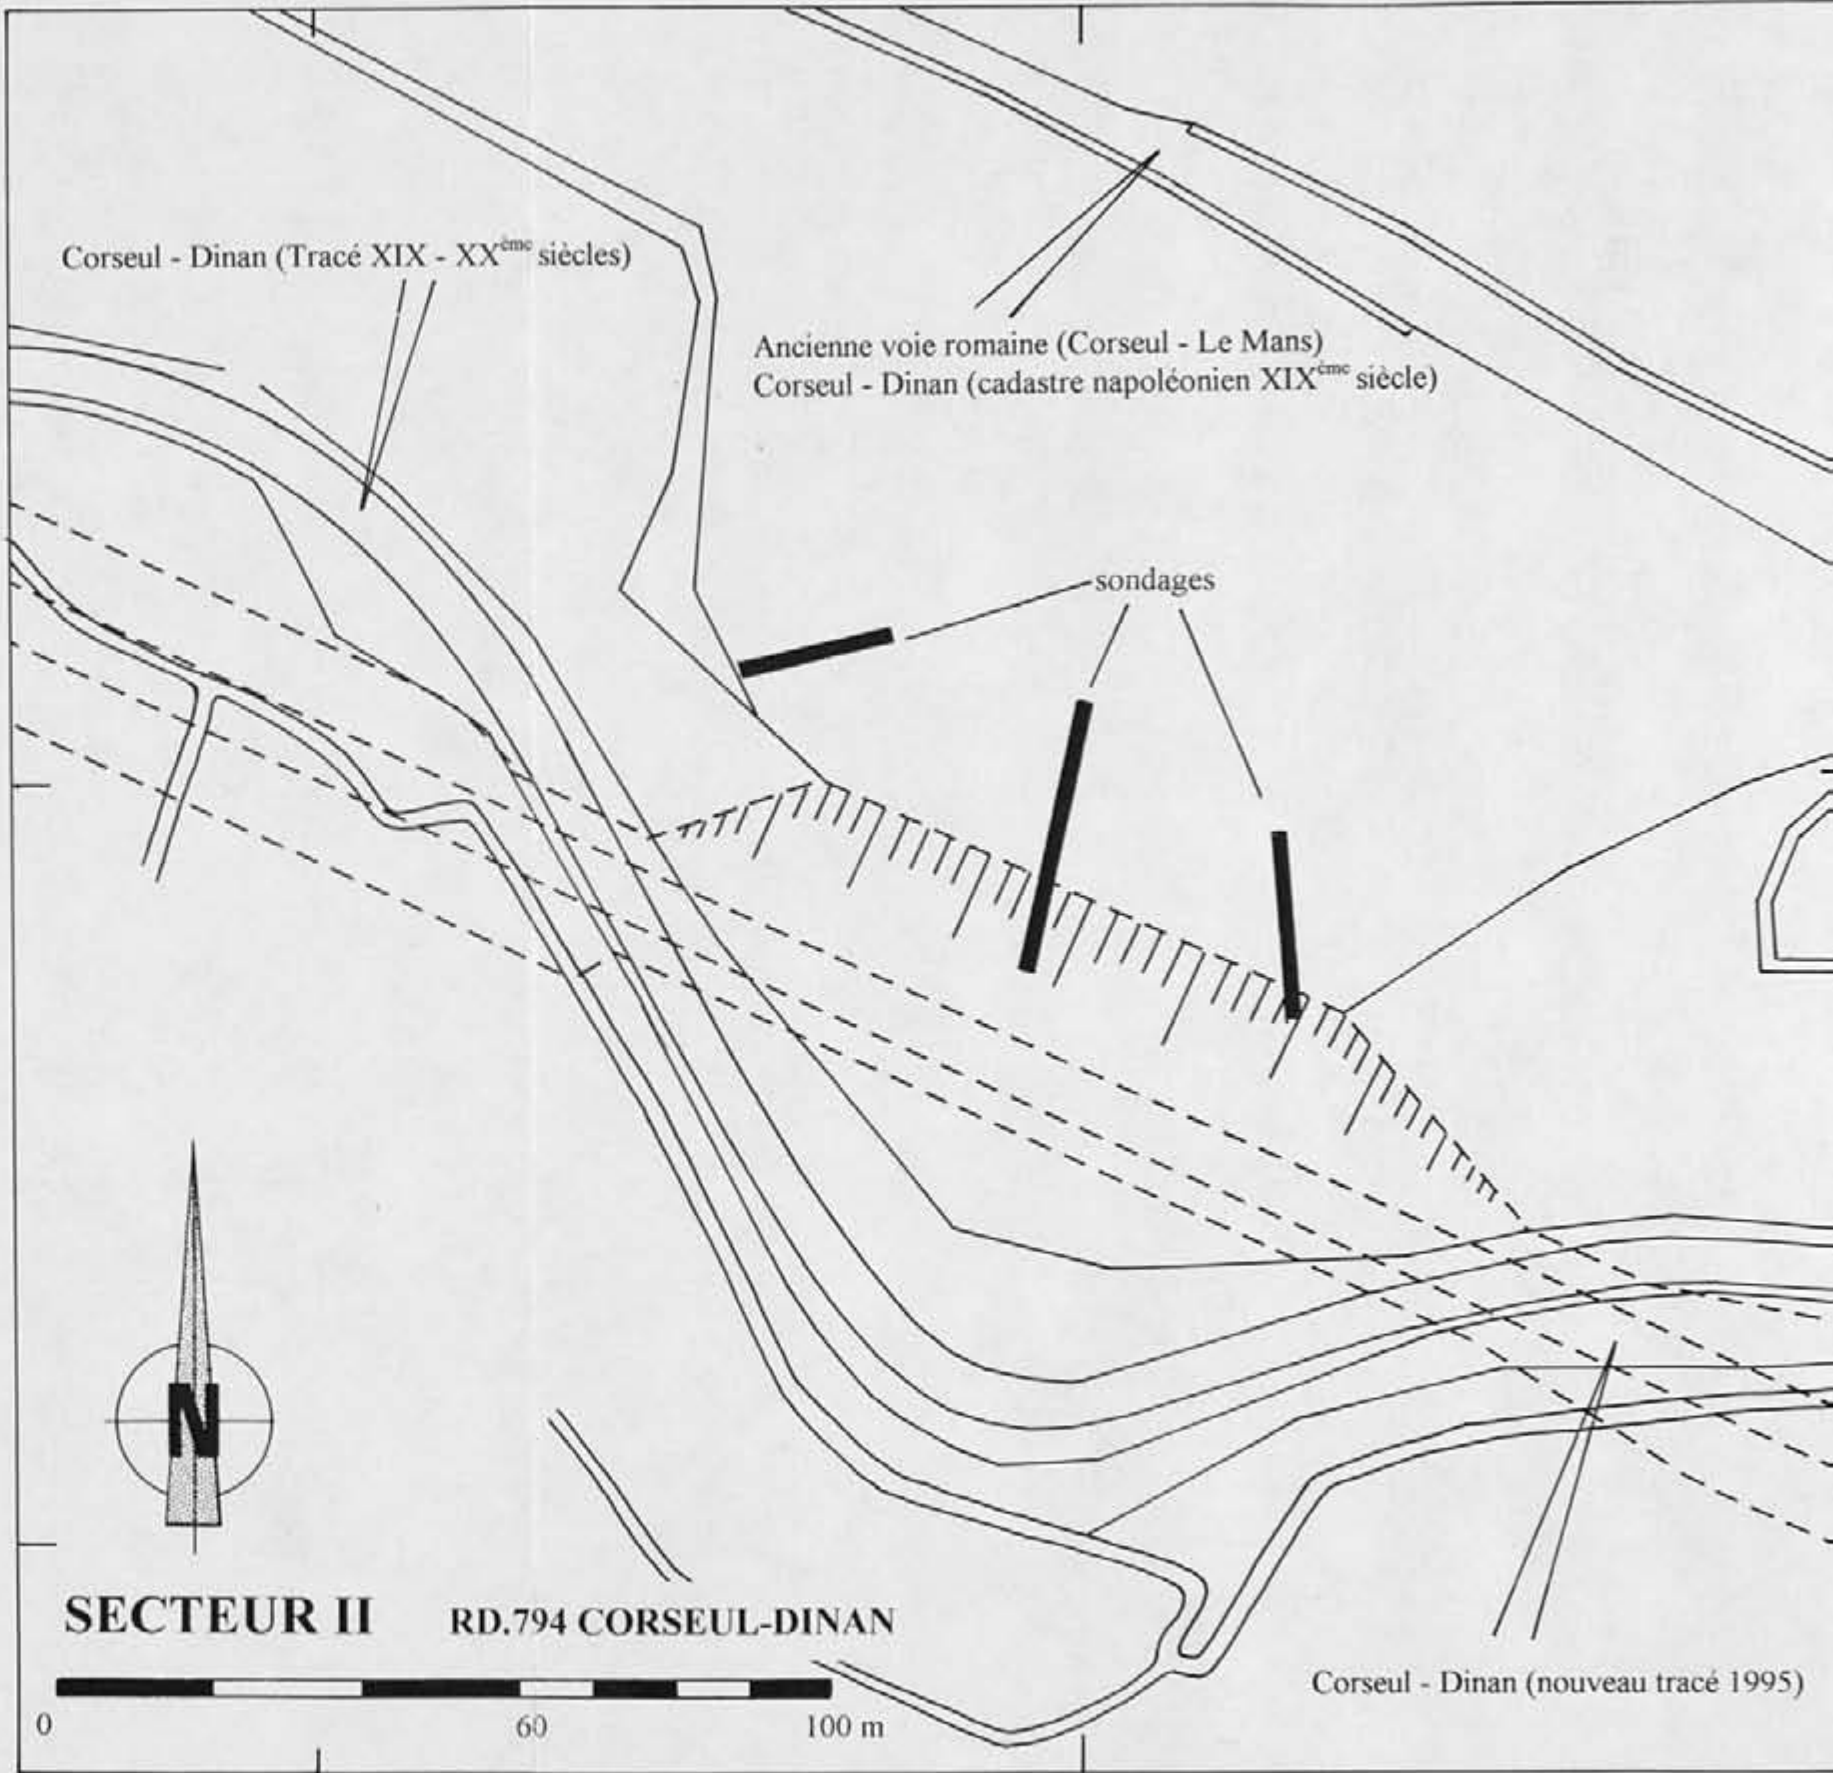 Corseul - Dinan (Tracé XIX - XXème siècles)
Ancienne voie romaine (Corseul - Le Mans)
Corseul - Dinan (cadastre napoléonien XIXème siècle)
sondages
N
SECTEUR II RD.794 CORSEUL-DINAN
0 60 100 m
Corseul - Dinan (nouveau tracé 1995)